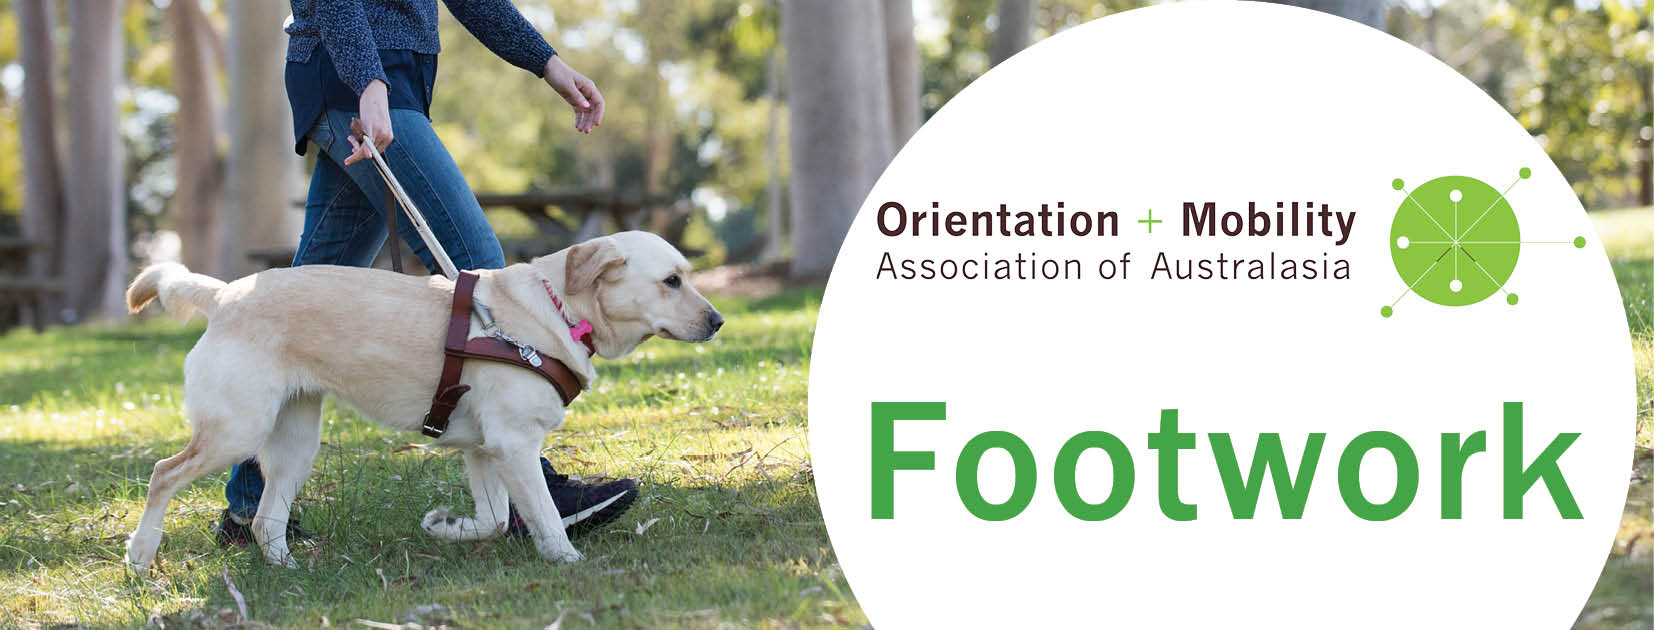 Orientation + Mobility
Association of Australasia
Footwork